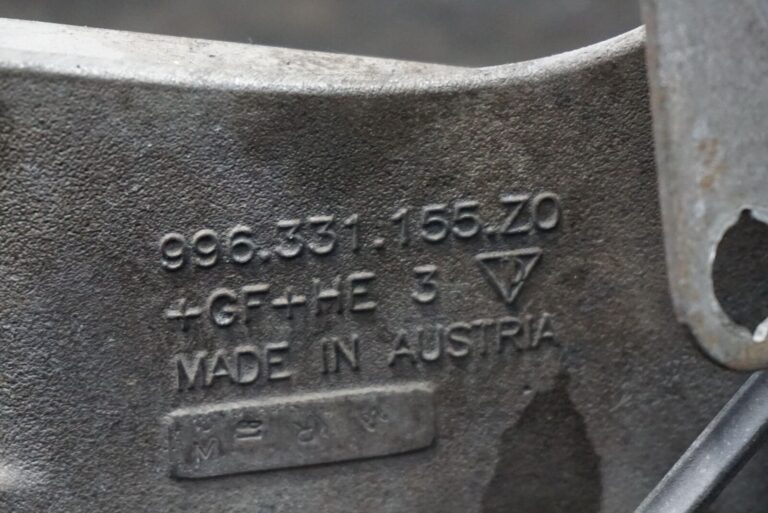 996.331.155.Z0
+GF+HE 3
MADE IN AUSTRIA